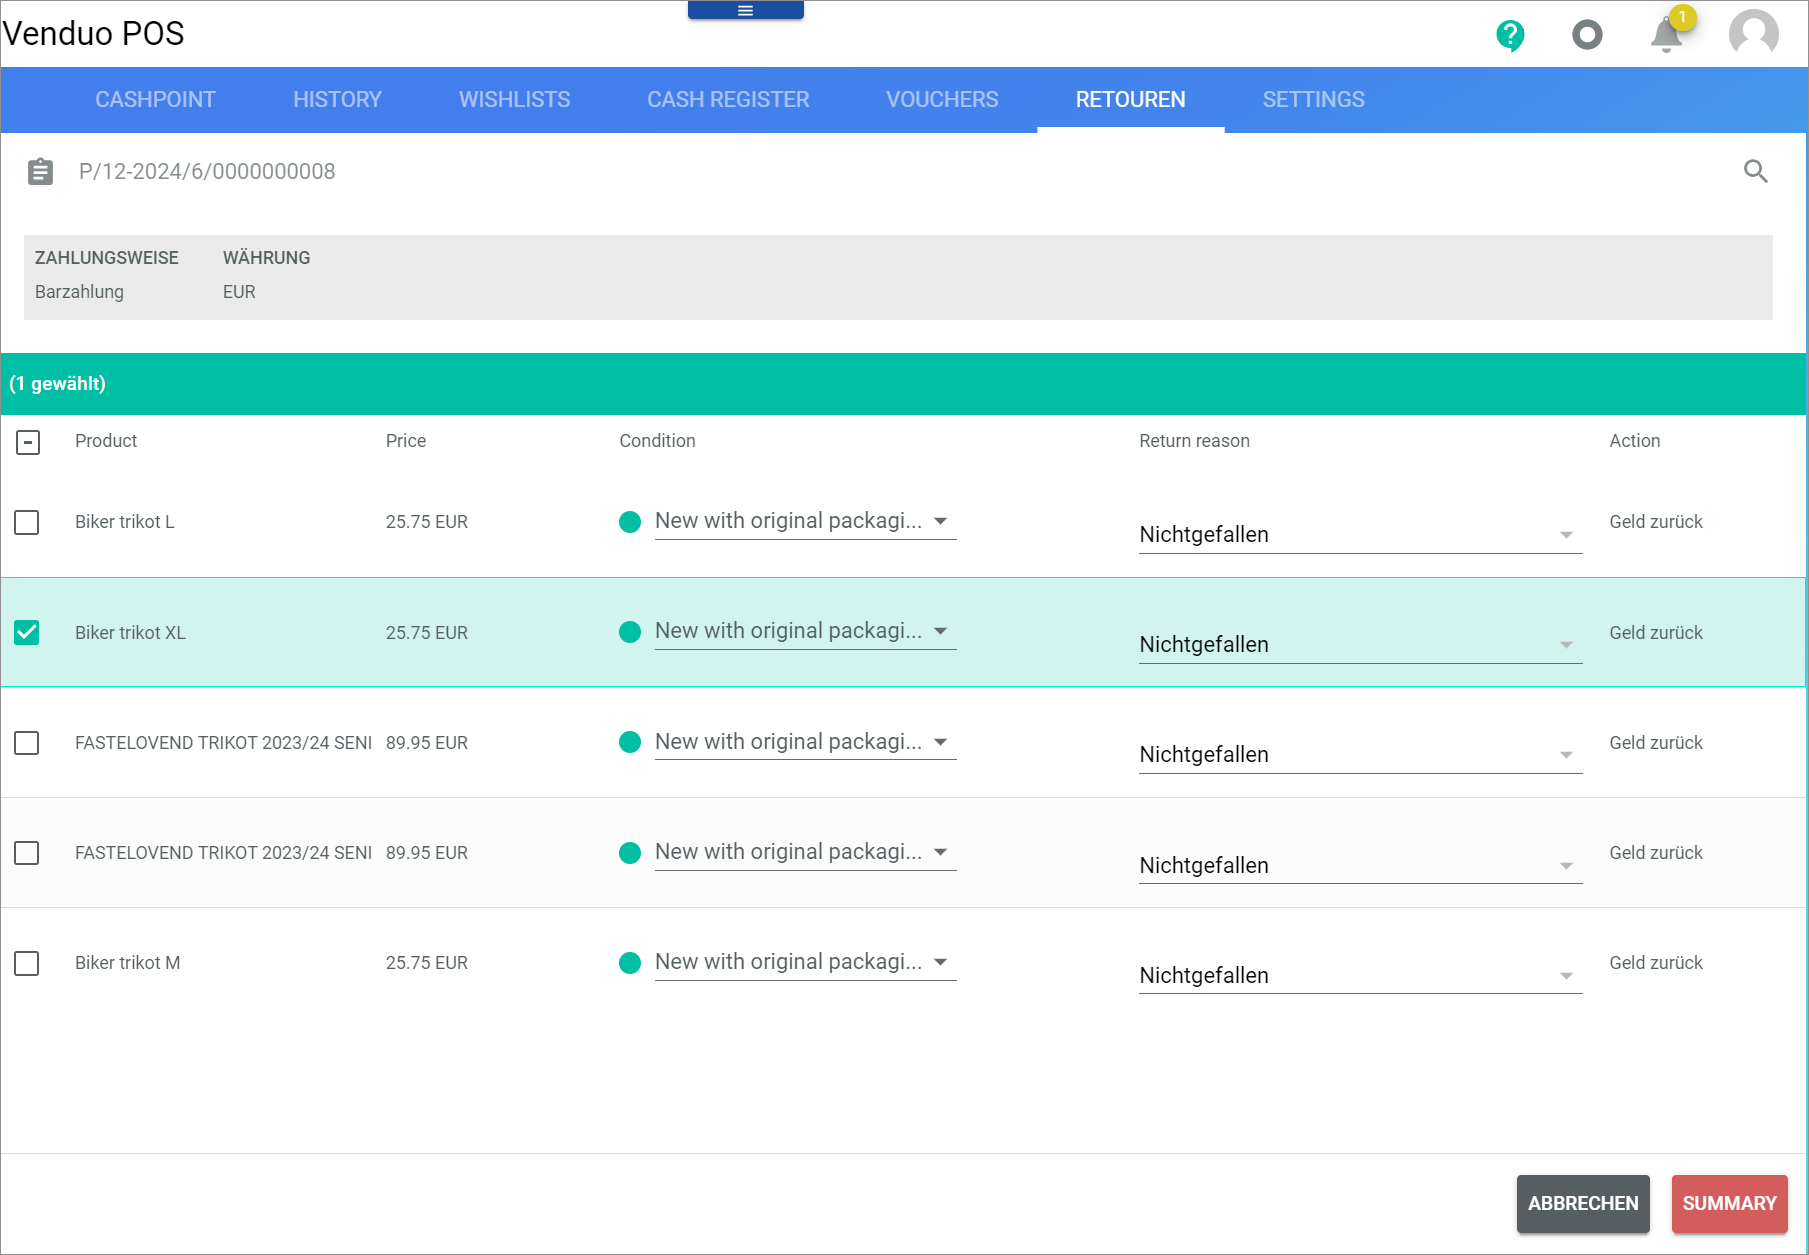 Venduo POS
1
CASHPOINT HISTORY WISHLISTS CASH REGISTER VOUCHERS RETOUREN SETTINGS
P/12-2024/6/0000000008
ZAHLUNGSWEISE WÄHRUNG
Barzahlung EUR
(1 gewählt)
Product Price Condition Return reason Action
Biker trikot L 25.75 EUR New with original packagi... Nichtgefallen Geld zurück
Biker trikot XL 25.75 EUR New with original packagi... Nichtgefallen Geld zurück
FASTELOVEND TRIKOT 2023/24 SENI 89.95 EUR New with original packagi... Nichtgefallen Geld zurück
FASTELOVEND TRIKOT 2023/24 SENI 89.95 EUR New with original packagi... Nichtgefallen Geld zurück
Biker trikot M 25.75 EUR New with original packagi... Nichtgefallen Geld zurück
ABBRECHEN SUMMARY